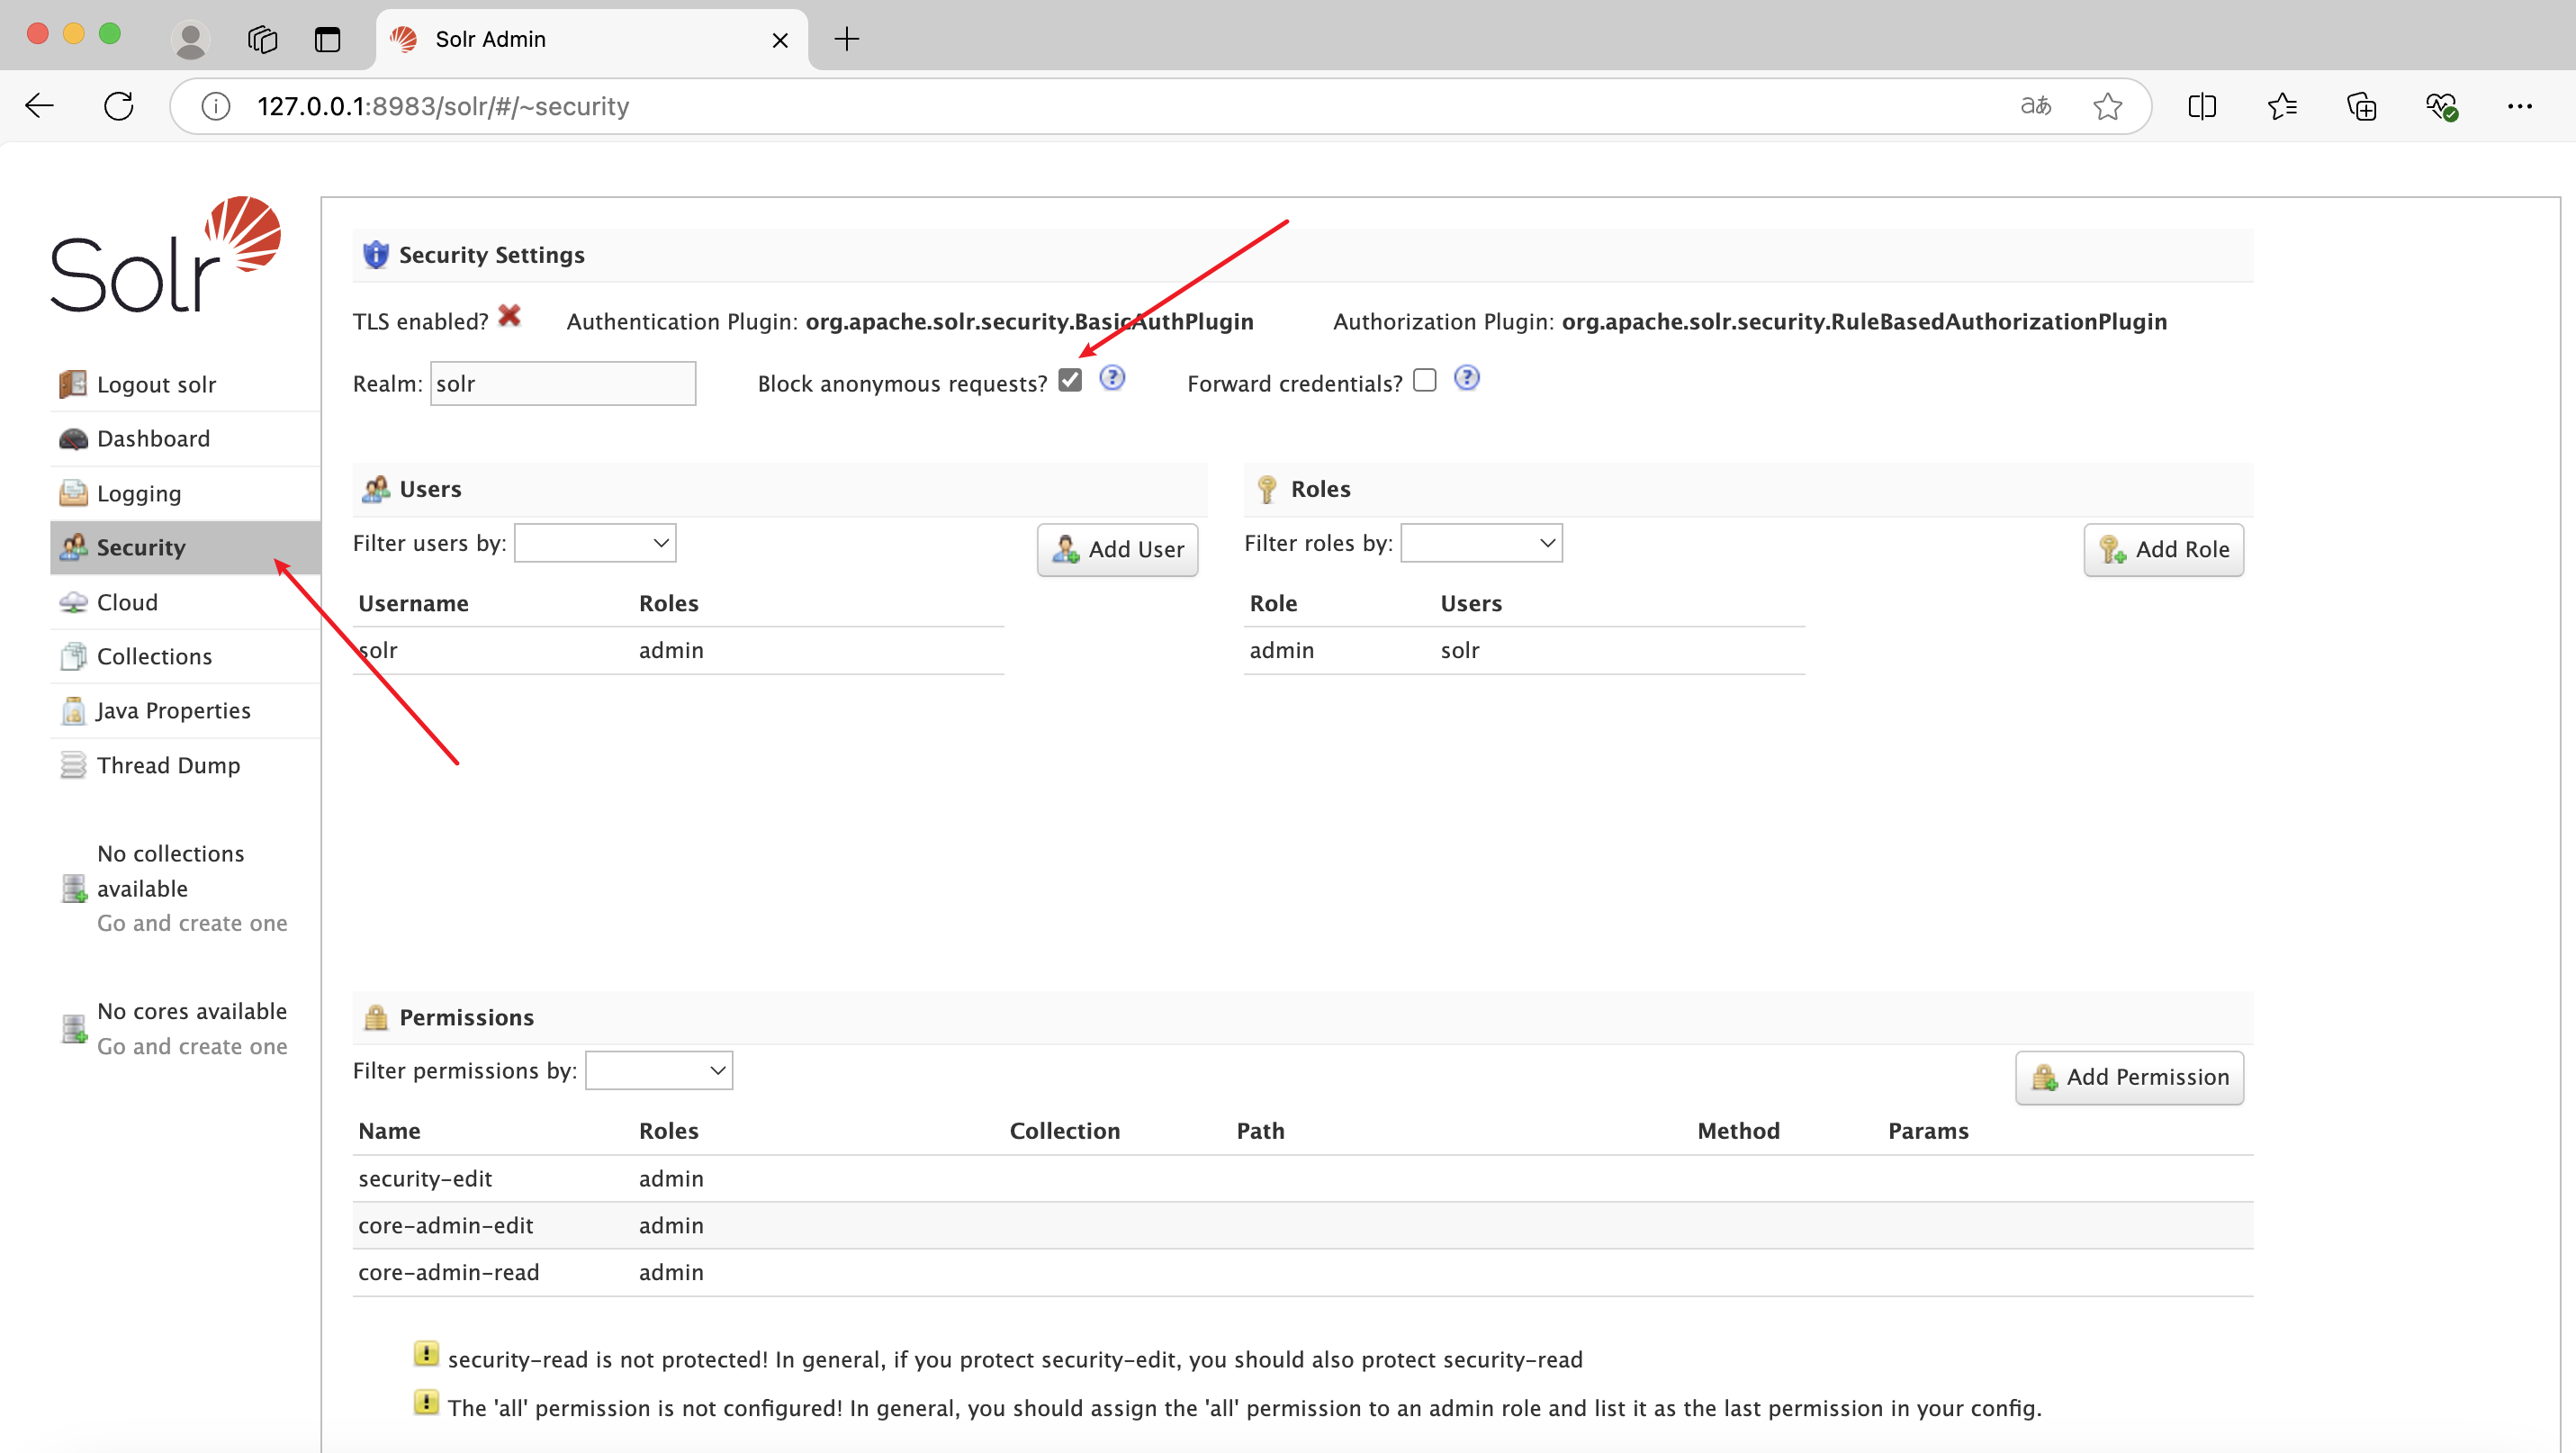 Solr Admin
127.0.0.1:8983/solr/#/~security
aあ
Solr
Logout solr
Dashboard
Logging
Security
Cloud
Collections
Java Properties
Thread Dump
No collections
available
Go and create one
No cores available
Go and create one
Security Settings
TLS enabled? Authentication Plugin: org.apache.solr.security.BasicAuthPlugin Authorization Plugin: org.apache.solr.security.RuleBasedAuthorizationPlugin
Realm: solr Block anonymous requests? Forward credentials?
Users
Filter users by: Add User
Username Roles
solr admin
Roles
Filter roles by: Add Role
Role Users
admin solr
Permissions
Filter permissions by: Add Permission
Name Roles Collection Path Method Params
security-edit admin
core-admin-edit admin
core-admin-read admin
security-read is not protected! In general, if you protect security-edit, you should also protect security-read
The 'all' permission is not configured! In general, you should assign the 'all' permission to an admin role and list it as the last permission in your config.